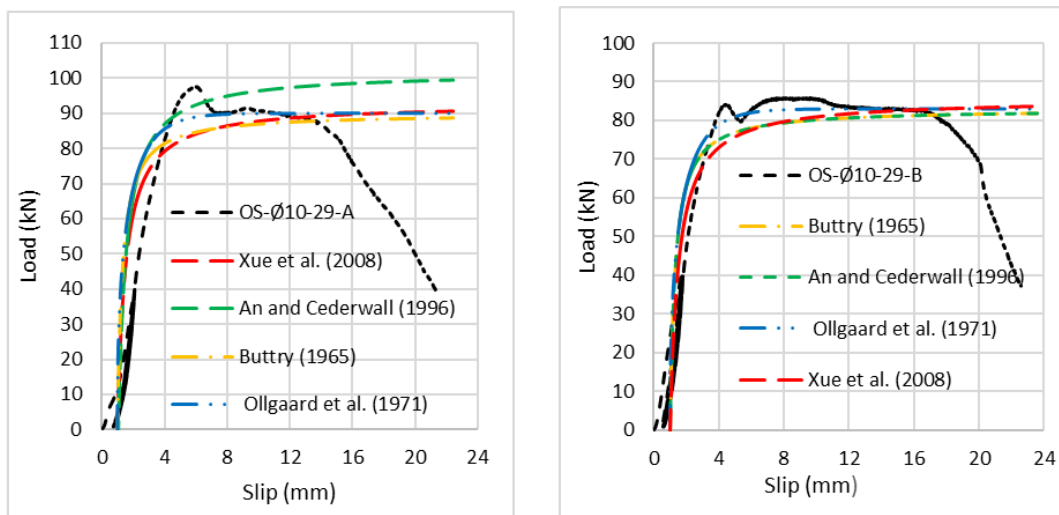 110
100
90
80
70
60
50
40
30
20
10
0
Load (kN)
OS-Ø10-29-A
Xue et al. (2008)
An and Cederwall (1996)
Buttry (1965)
Ollgaard et al. (1971)
0 4 8 12 16 20 24
Slip (mm)
100
90
80
70
60
50
40
30
20
10
0
Load (kN)
OS-Ø10-29-B
Buttry (1965)
An and Cederwall (1996)
Ollgaard et al. (1971)
Xue et al. (2008)
0 4 8 12 16 20 24
Slip (mm)